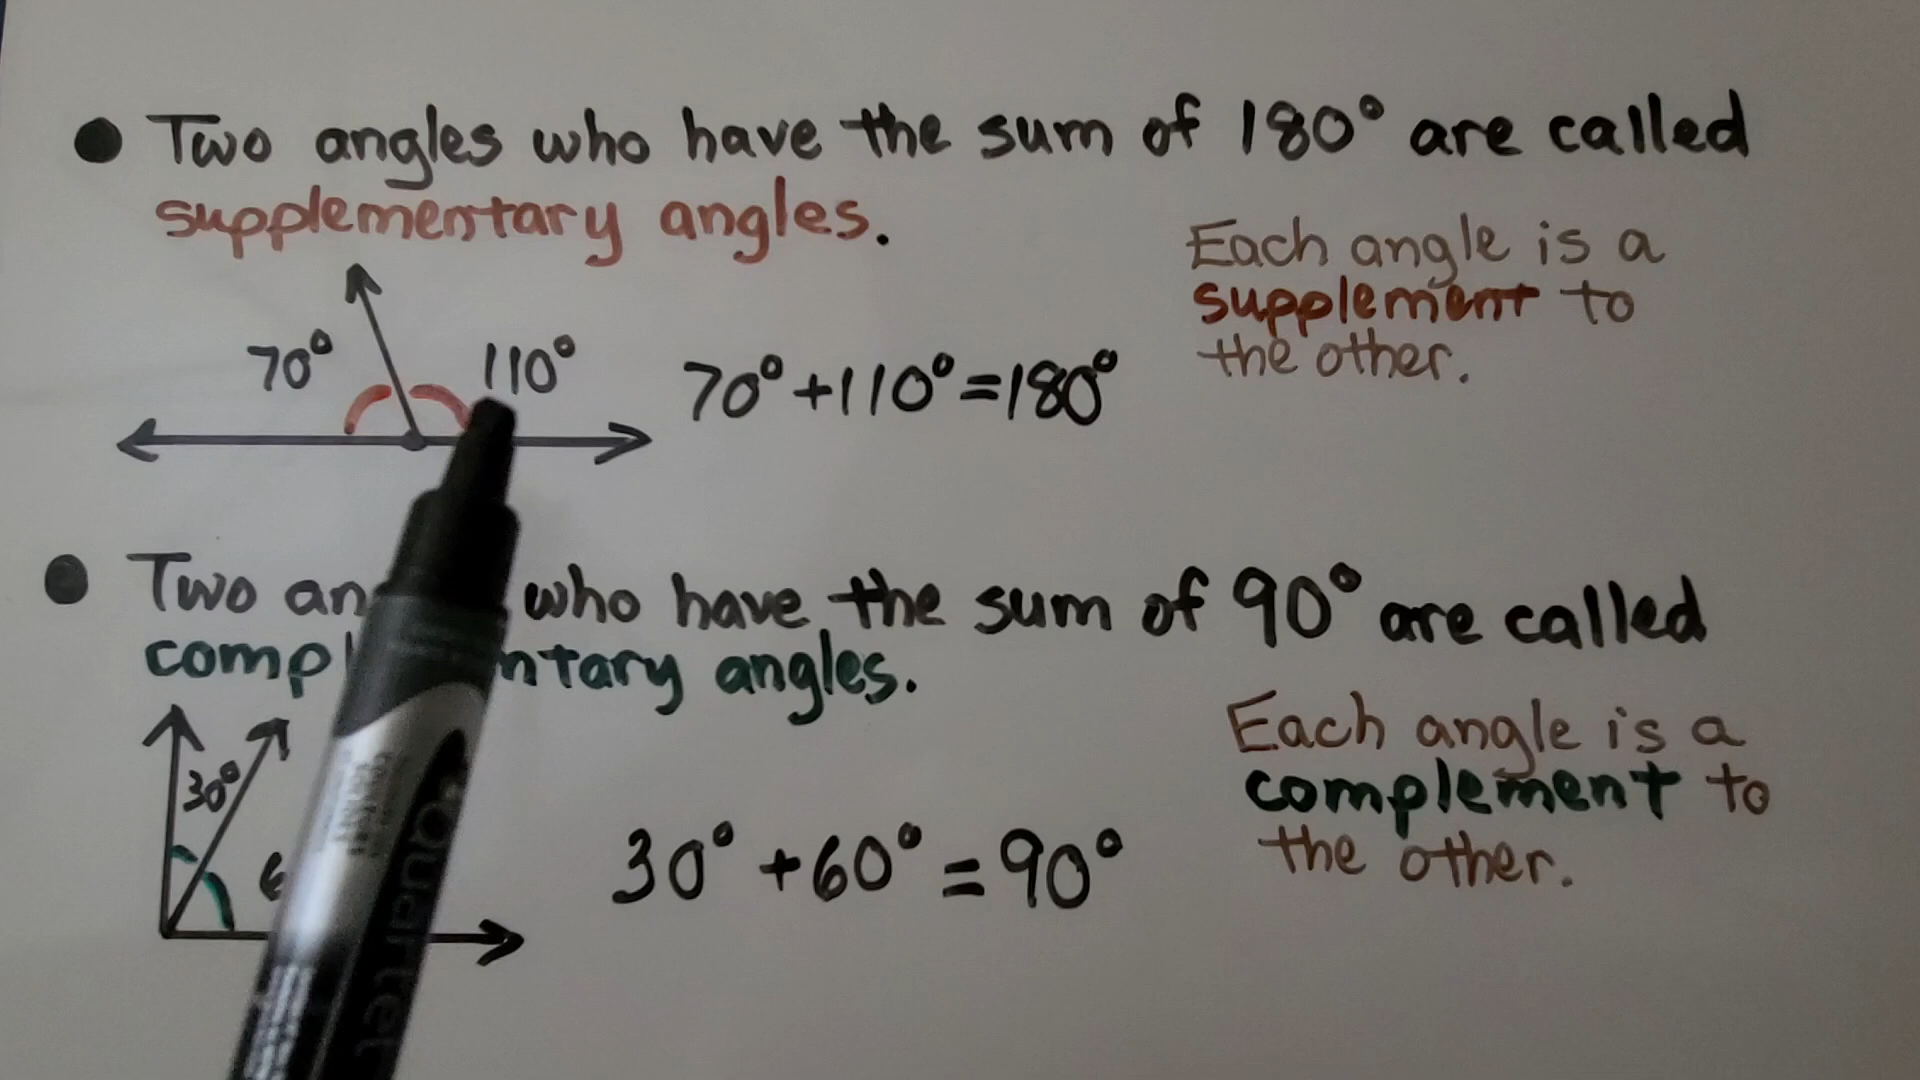 Two angles who have the sum of 180° are called
supplementary angles.
Each angle is a
supplement to
the other.
70° 110°
70° + 110° = 180°
Two an who have the sum of 90° are called
comp ntary angles.
Each angle is a
complement to
the other.
30°
6
30° + 60° = 90°
Quartet